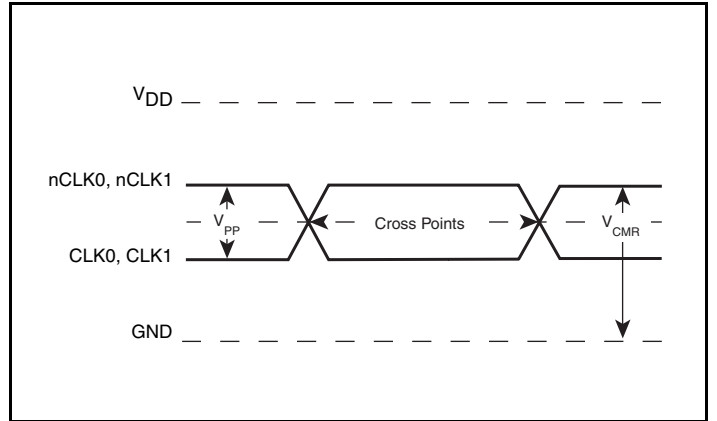 VDD
nCLK0, nCLK1
VPP
Cross Points
VCMR
CLK0, CLK1
GND